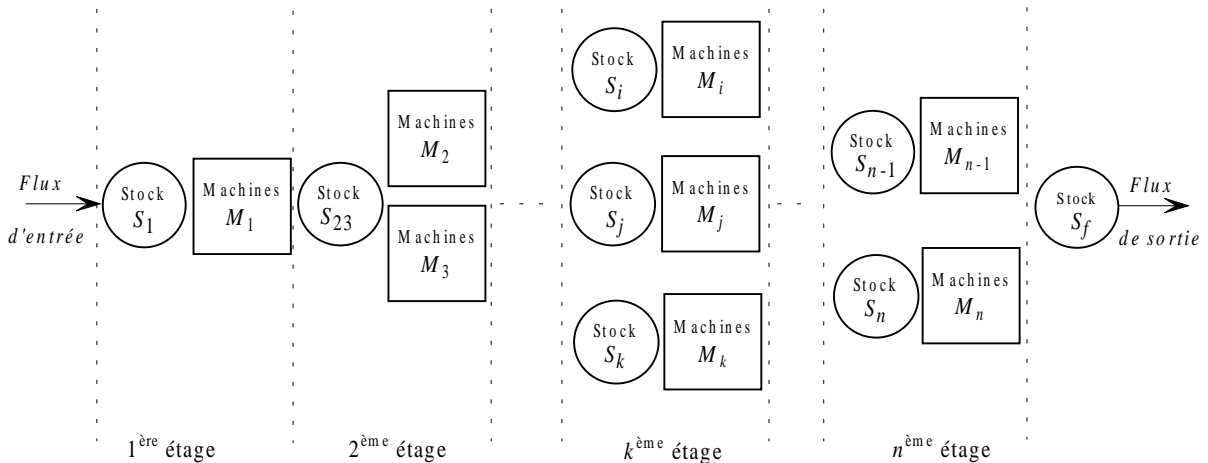 Flux
d'entrée
Stock
S1
Machines
M1
Stock
S23
Machines
M2
Machines
M3
Stock
Si
Machines
Mi
Stock
Sj
Machines
Mj
Stock
Sk
Machines
Mk
Stock
Sn-1
Machines
Mn-1
Stock
Sn
Machines
Mn
Stock
Sf
Flux
de sortie
1ère étage
2ème étage
kème étage
nème étage